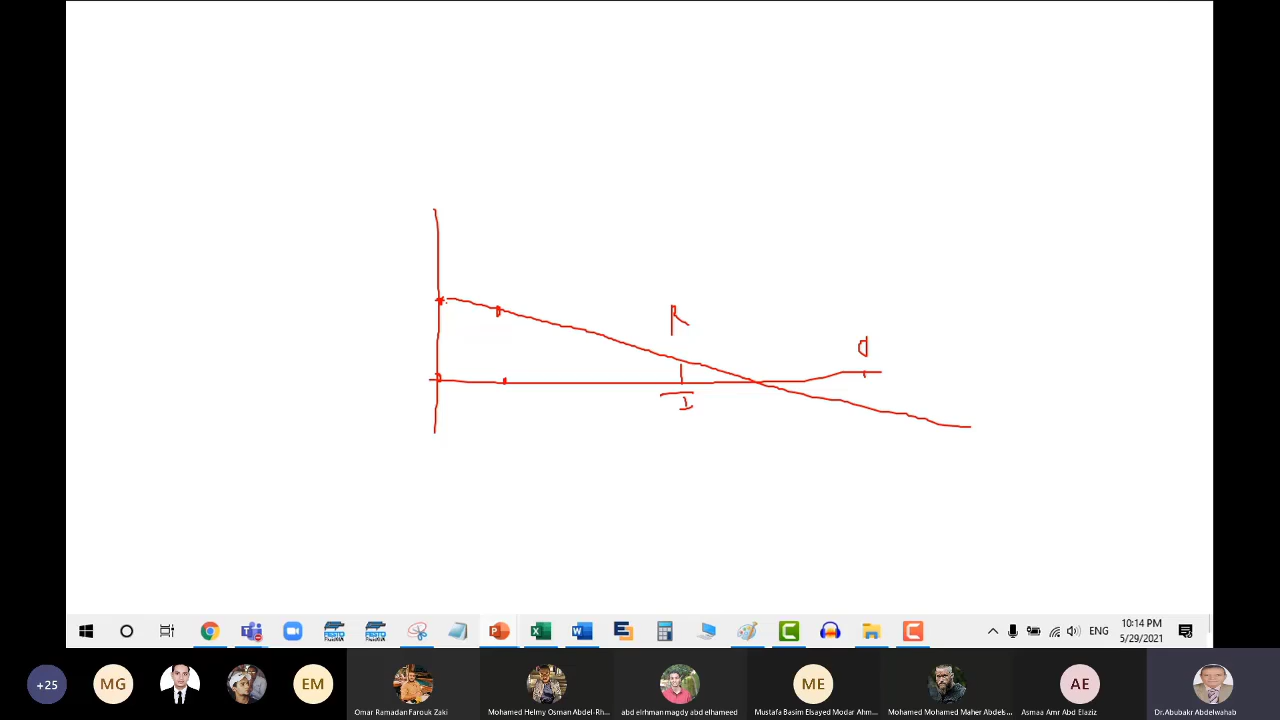 R
d
I
10:14 PM
ENG
5/29/2021
+25
MG
EM
ME
AE
Omar Ramadan Farouk Zaki
Mohamed Helmy Osman Abdel-Rh...
abd elrhman magdy abd elhameed
Mustafa Basim Elsayed Modar Ahm...
Mohamed Mohamed Maher Abdels...
Asmaa Amr Abd Elaziz
Dr.Abubakr Abdelwahab